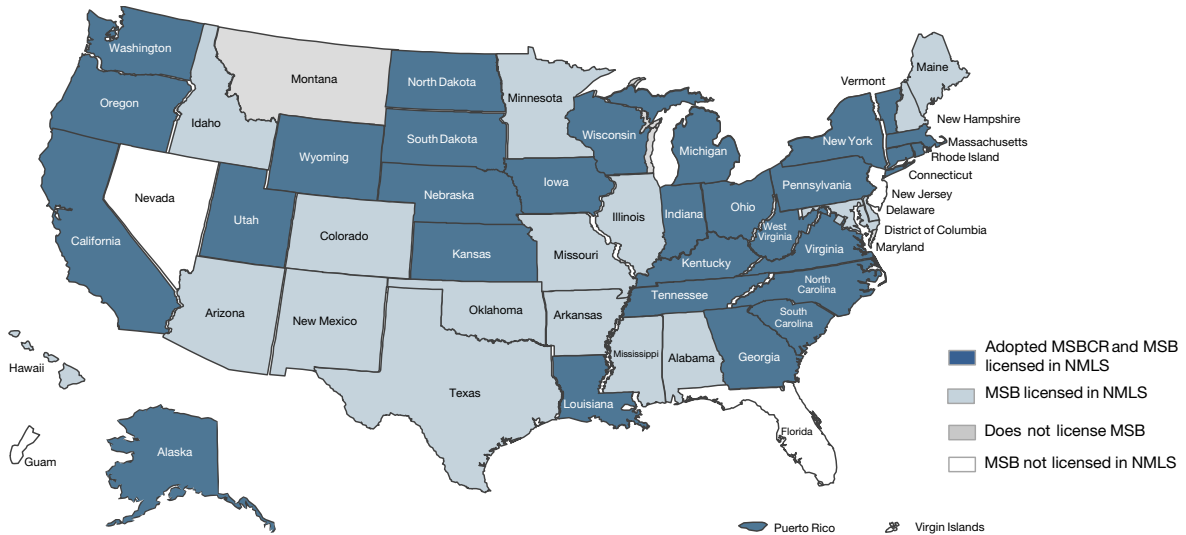 Washington
Montana
North Dakota
Minnesota
Maine
Vermont
Oregon
Idaho
South Dakota
Wisconsin
Michigan
New York
New Hampshire
Massachusetts
Rhode Island
Connecticut
Wyoming
Nebraska
Iowa
Pennsylvania
New Jersey
Delaware
District of Columbia
Maryland
Nevada
Utah
Colorado
Kansas
Illinois
Indiana
Ohio
West
Virginia
Virginia
California
Missouri
Kentucky
Arizona
New Mexico
Oklahoma
Arkansas
Tennessee
North
Carolina
South
Carolina
Mississippi
Alabama
Georgia
Texas
Louisiana
Florida
Hawaii
Guam
Alaska
Adopted MSBCR and MSB
licensed in NMLS
MSB licensed in NMLS
Does not license MSB
MSB not licensed in NMLS
Puerto Rico
Virgin Islands